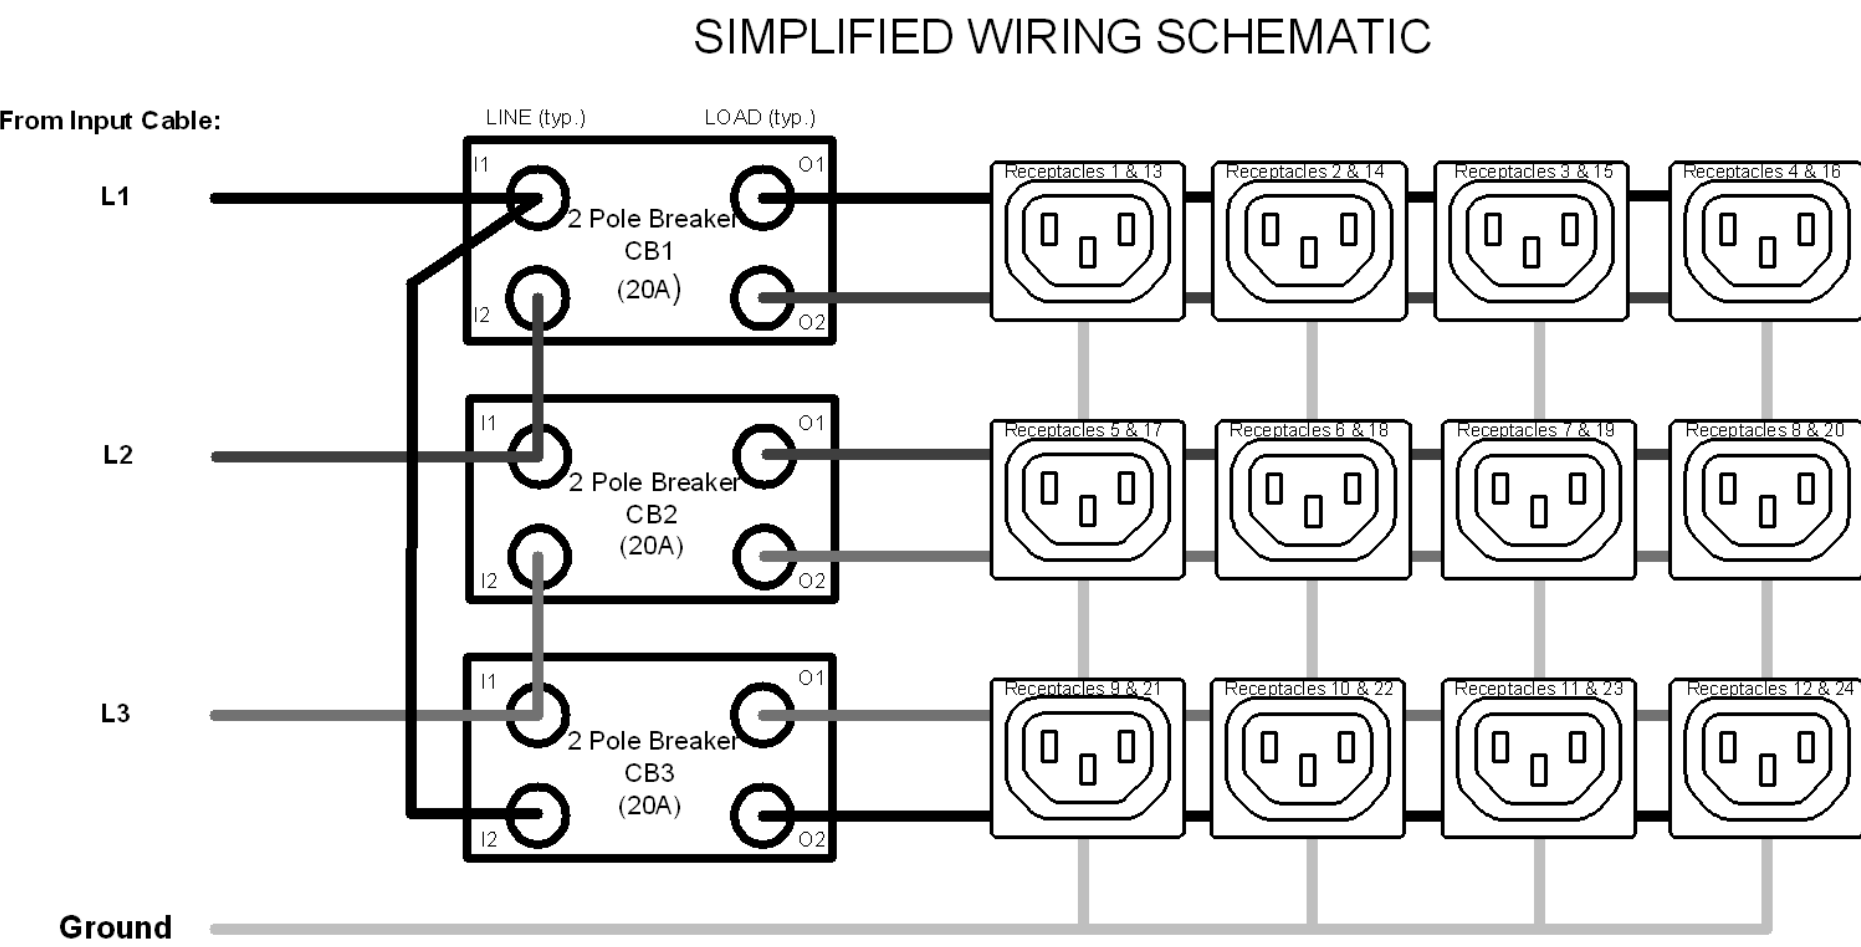 SIMPLIFIED WIRING SCHEMATIC
From Input Cable:
LINE (typ.)
LOAD (typ.)
L1
I1
O1
2 Pole Breaker
CB1
(20A)
I2
O2
Receptacles 1 & 13
Receptacles 2 & 14
Receptacles 3 & 15
Receptacles 4 & 16
L2
I1
O1
2 Pole Breaker
CB2
(20A)
I2
O2
Receptacles 5 & 17
Receptacles 6 & 18
Receptacles 7 & 19
Receptacles 8 & 20
L3
I1
O1
2 Pole Breaker
CB3
(20A)
I2
O2
Receptacles 9 & 21
Receptacles 10 & 22
Receptacles 11 & 23
Receptacles 12 & 24
Ground